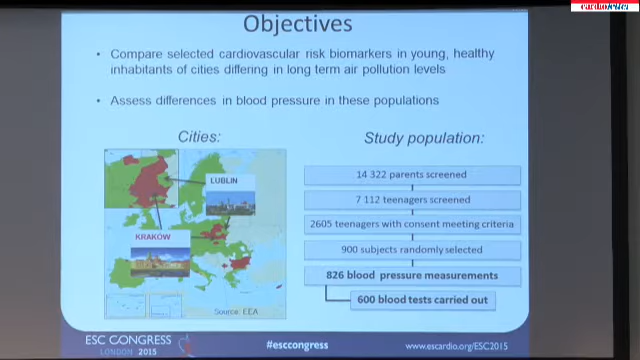 cardioletter
Objectives
• Compare selected cardiovascular risk biomarkers in young, healthy
inhabitants of cities differing in long term air pollution levels
• Assess differences in blood pressure in these populations
Cities:
LUBLIN
KRAKÓW
Source: EEA
Study population:
14 322 parents screened
7 112 teenagers screened
2605 teenagers with consent meeting criteria
900 subjects randomly selected
826 blood pressure measurements
600 blood tests carried out
ESC CONGRESS
LONDON 2015
#esccongress
www.escardio.org/ESC2015